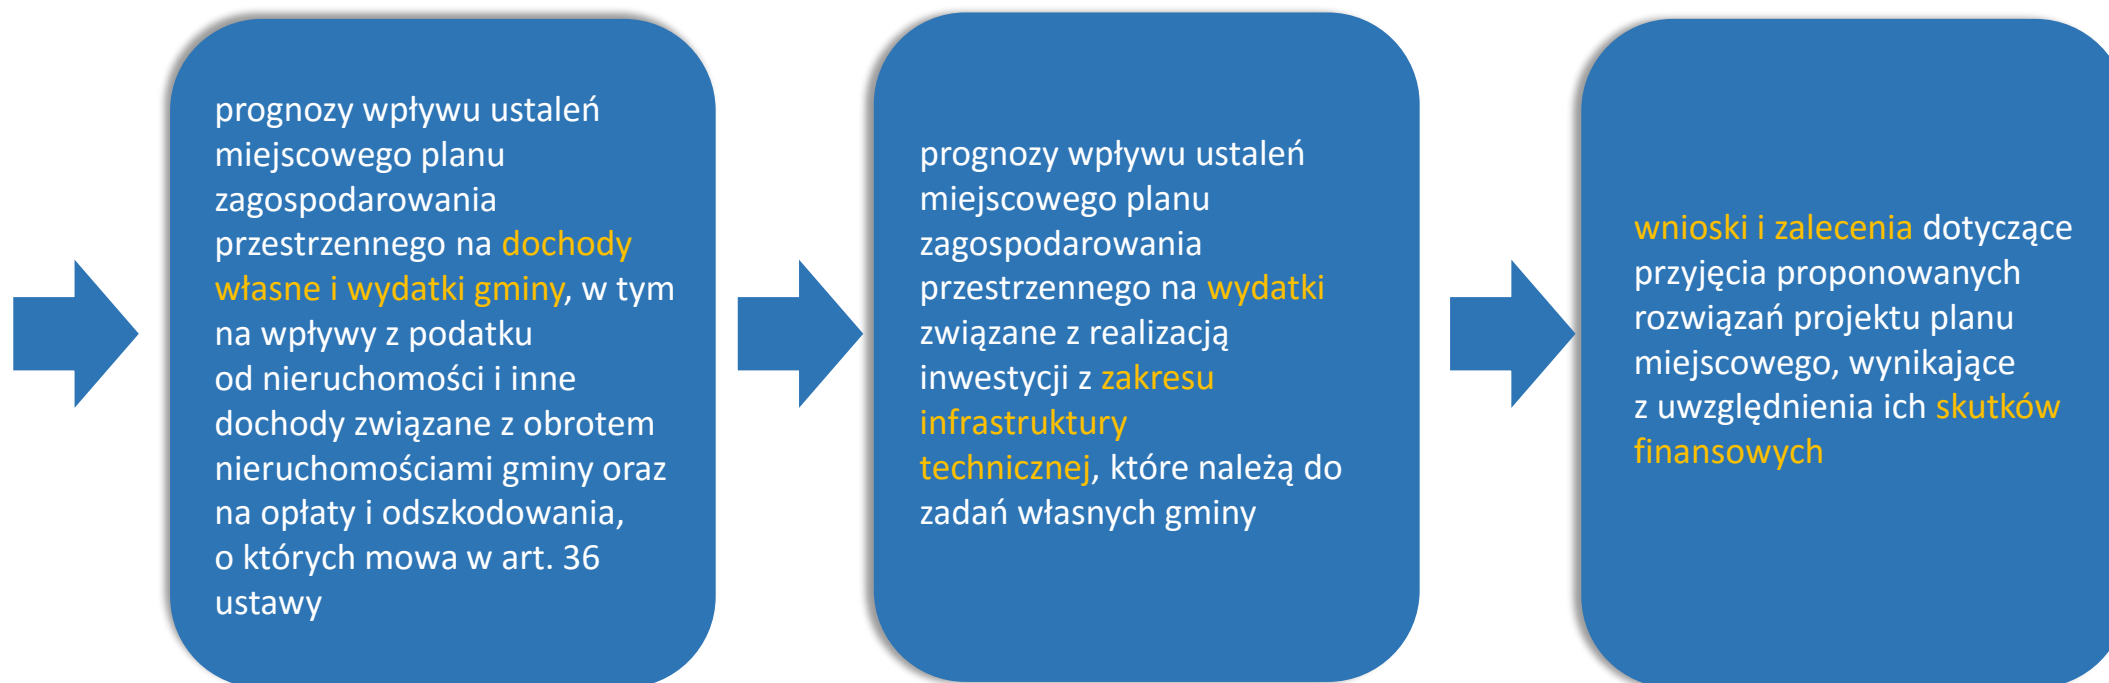 prognozy wpływu ustaleń
miejscowego planu
zagospodarowania
przestrzennego na dochody
własne i wydatki gminy, w tym
na wpływy z podatku
od nieruchomości i inne
dochody związane z obrotem
nieruchomościami gminy oraz
na opłaty i odszkodowania,
o których mowa w art. 36
ustawy
prognozy wpływu ustaleń
miejscowego planu
zagospodarowania
przestrzennego na wydatki
związane z realizacją
inwestycji z zakresu
infrastruktury
technicznej, które należą do
zadań własnych gminy
wnioski i zalecenia dotyczące
przyjęcia proponowanych
rozwiązań projektu planu
miejscowego, wynikające
z uwzględnienia ich skutków
finansowych